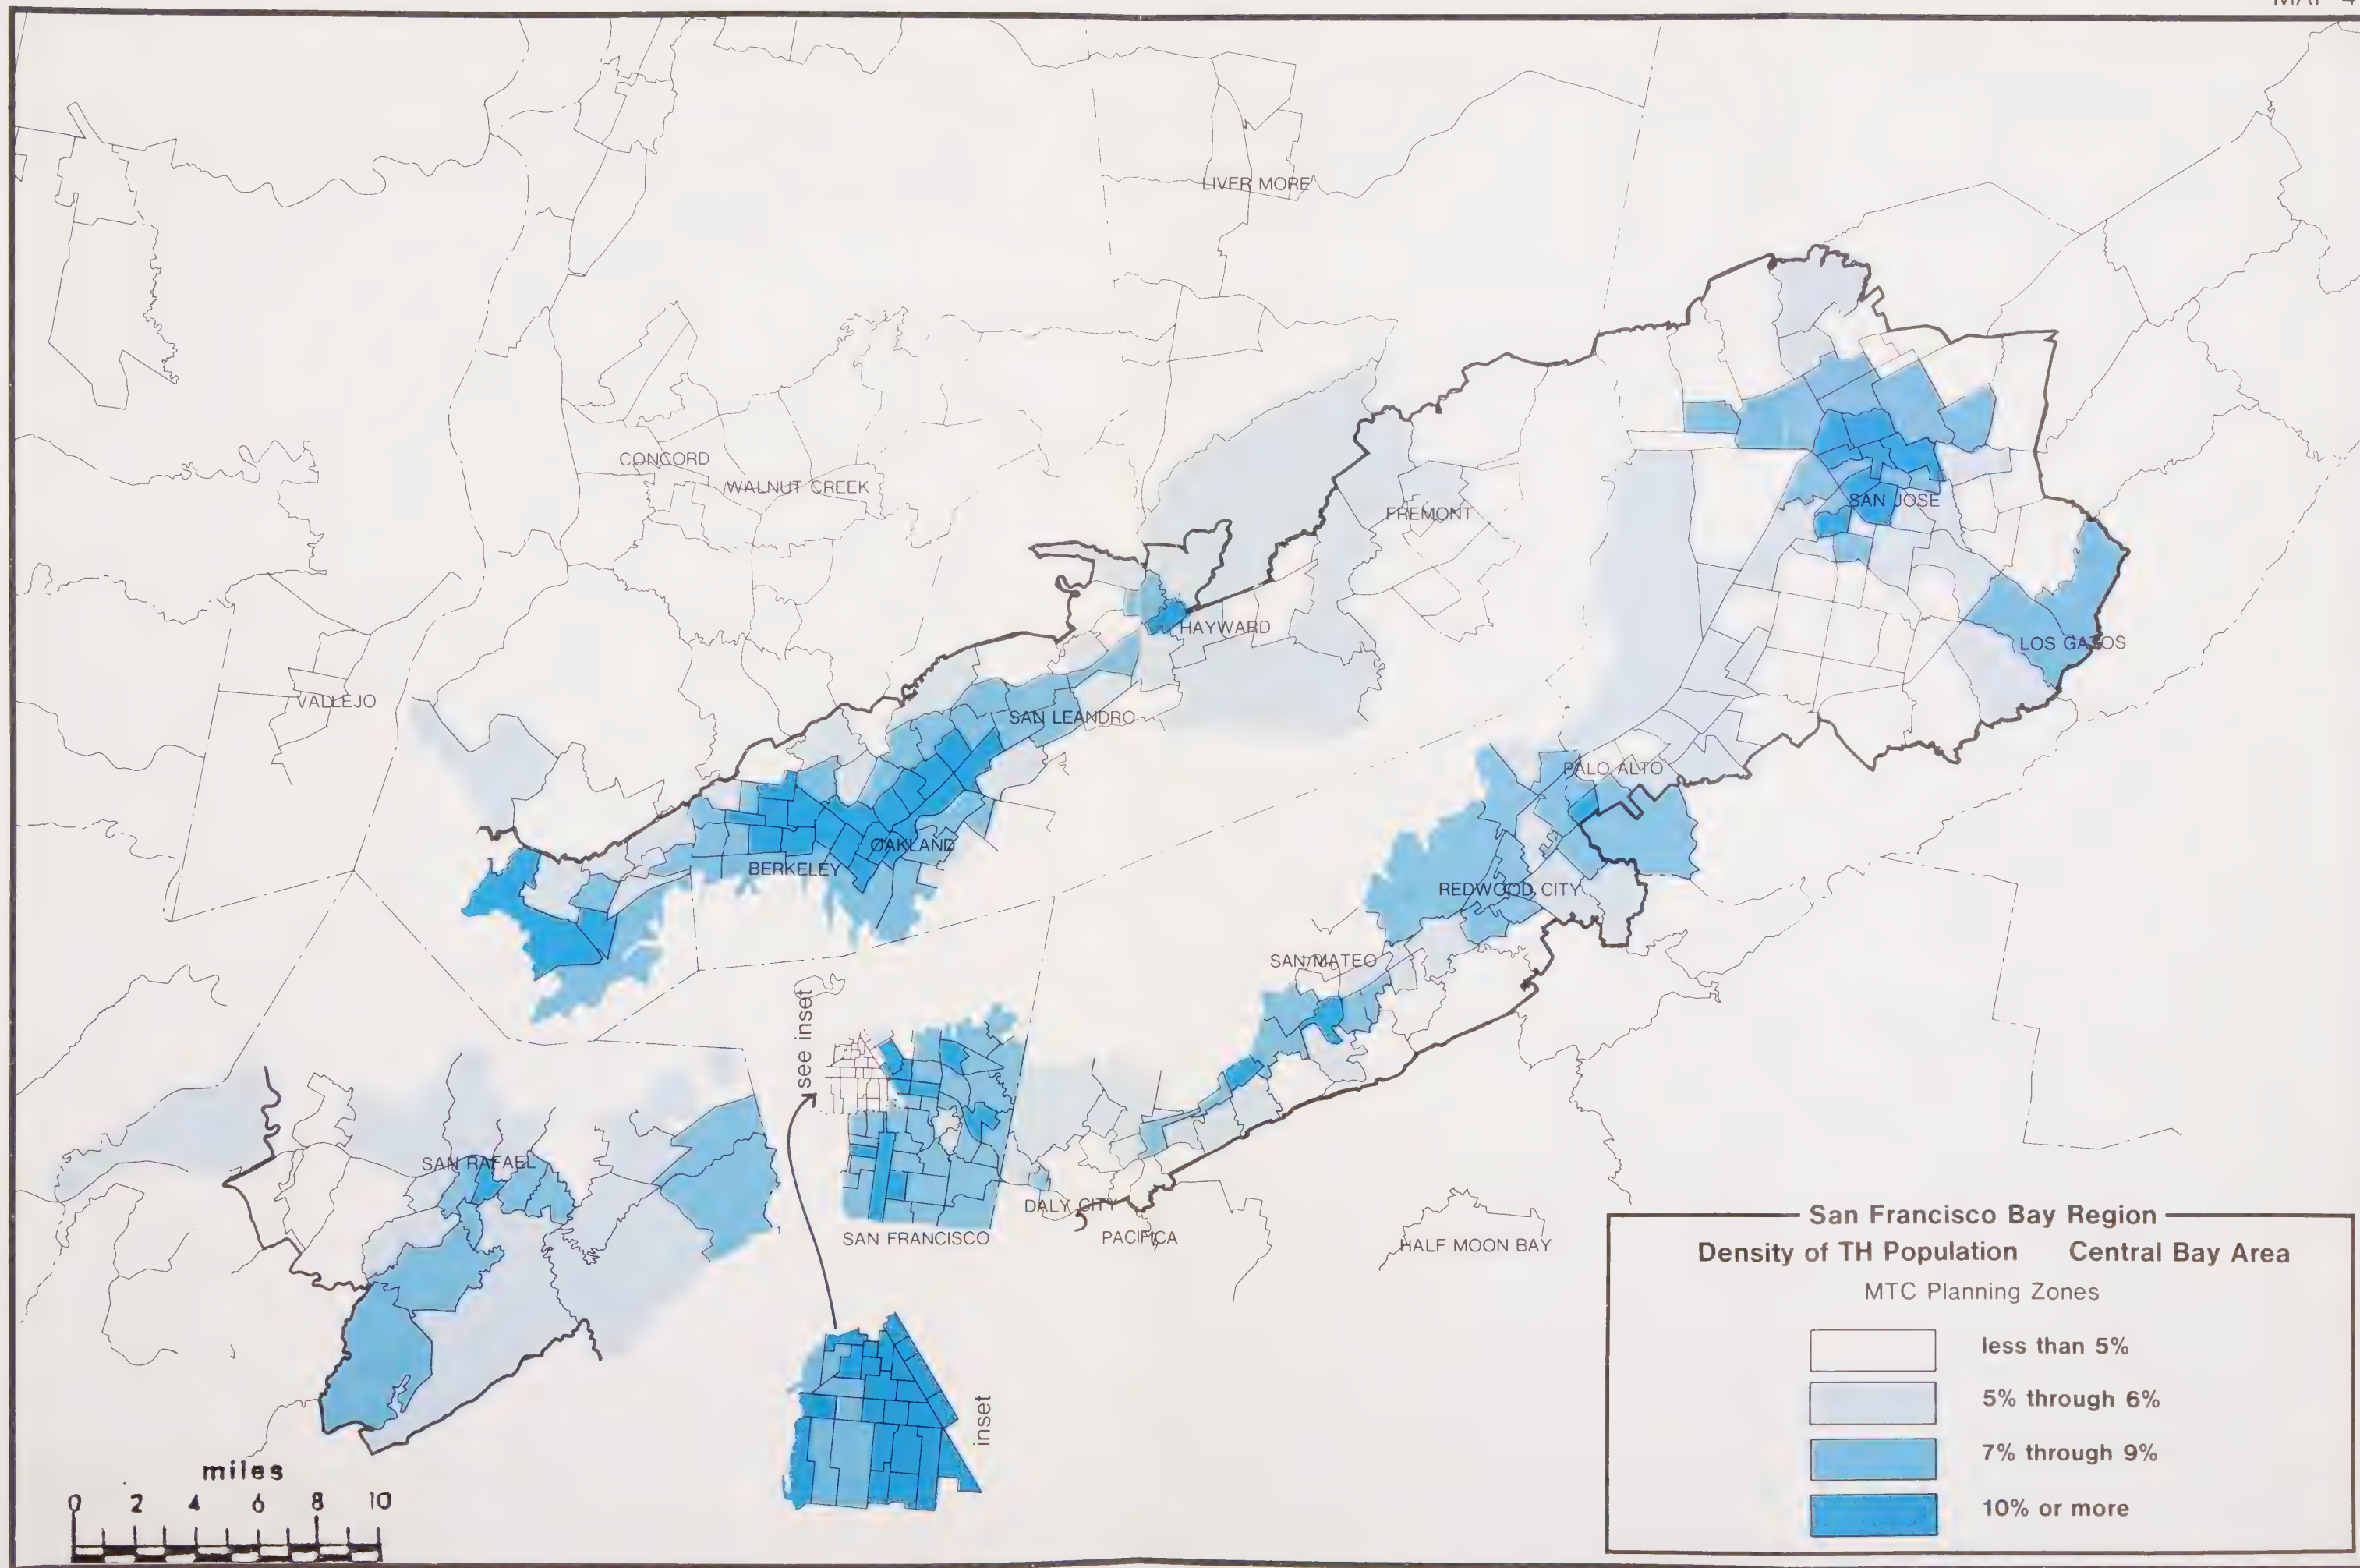 MAP 4
LIVER MORE
CONCORD
WALNUT CREEK
FREMONT
SAN JOSE
HAYWARD
LOS GATOS
VALLEJO
SAN LEANDRO
PALO ALTO
OAKLAND
BERKELEY
REDWOOD CITY
SAN MATEO
see inset
SAN RAFAEL
DALY CITY
SAN FRANCISCO
PACIFICA
HALF MOON BAY
inset
San Francisco Bay Region
Density of TH Population Central Bay Area
MTC Planning Zones
less than 5%
5% through 6%
7% through 9%
10% or more
miles
0 2 4 6 8 10